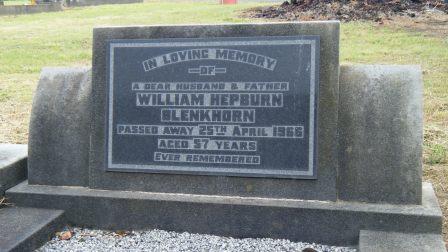 IN LOVING MEMORY
OF
A DEAR HUSBAND & FATHER
WILLIAM HEPBURN
BLENKHORN
PASSED AWAY 25TH APRIL 1966
AGED 57 YEARS
EVER REMEMBERED